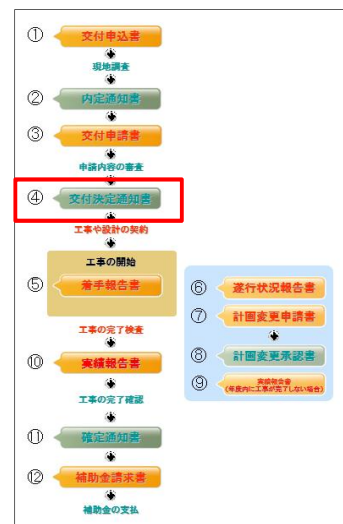 ① 交付申込書
現地調査
② 内定通知書
③ 交付申請書
申請内容の審査
④ 交付決定通知書
工事や設計の契約
工事の開始
⑤ 着手報告書
⑥ 遂行状況報告書
⑦ 計画変更申請書
⑧ 計画変更承認書
⑨ 実績報告書
(年度内に工事が完了しない場合)
工事の完了検査
⑩ 実績報告書
工事の完了確認
⑪ 確定通知書
⑫ 補助金請求書
補助金の支払